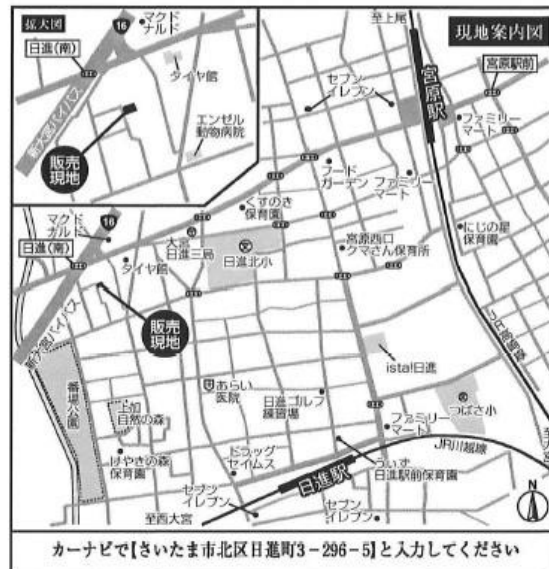 拡大図
16
マクド
ナルド
日進(南)
タイヤ館
新大宮バイパス
エンゼル
動物病院
販売
現地
現地案内図
至上尾
宮原駅
宮原駅前
セブン
イレブン
ファミリー
マート
フード
ガーデン
ファミリー
マート
くすのき
保育園
マクド
ナルド
16
日進(南)
大宮
日進三局
文
日進北小
宮原西口
クマさん保育所
にじの星
保育園
タイヤ館
新大宮バイパス
販売
現地
JR高崎線
ista!日進
番場公園
上加
自然の森
あらい
医院
日進ゴルフ
練習場
文
つばさ小
ファミリー
マート
JR川越線
けやきの森
保育園
ドラッグ
セイムス
うぃず
日進駅前保育園
日進駅
セブン
イレブン
至西大宮
セブン
イレブン
N
カーナビで【さいたま市北区日進町3-296-5】と入力してください